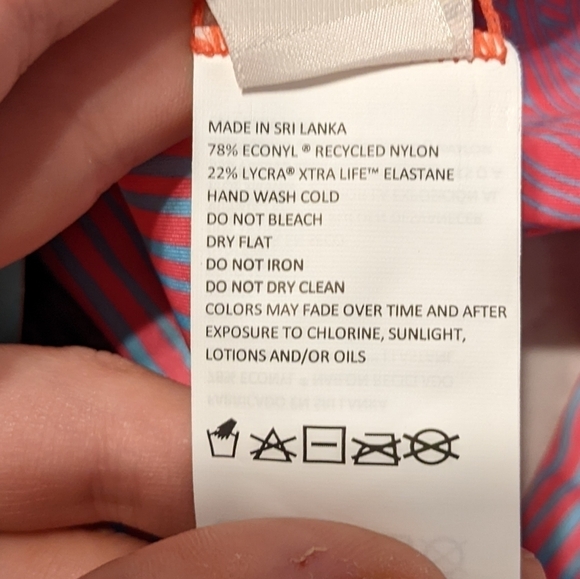 MADE IN SRI LANKA
78% ECONYL ® RECYCLED NYLON
22% LYCRA® XTRA LIFE™ ELASTANE
HAND WASH COLD
DO NOT BLEACH
DRY FLAT
DO NOT IRON
DO NOT DRY CLEAN
COLORS MAY FADE OVER TIME AND AFTER
EXPOSURE TO CHLORINE, SUNLIGHT,
LOTIONS AND/OR OILS